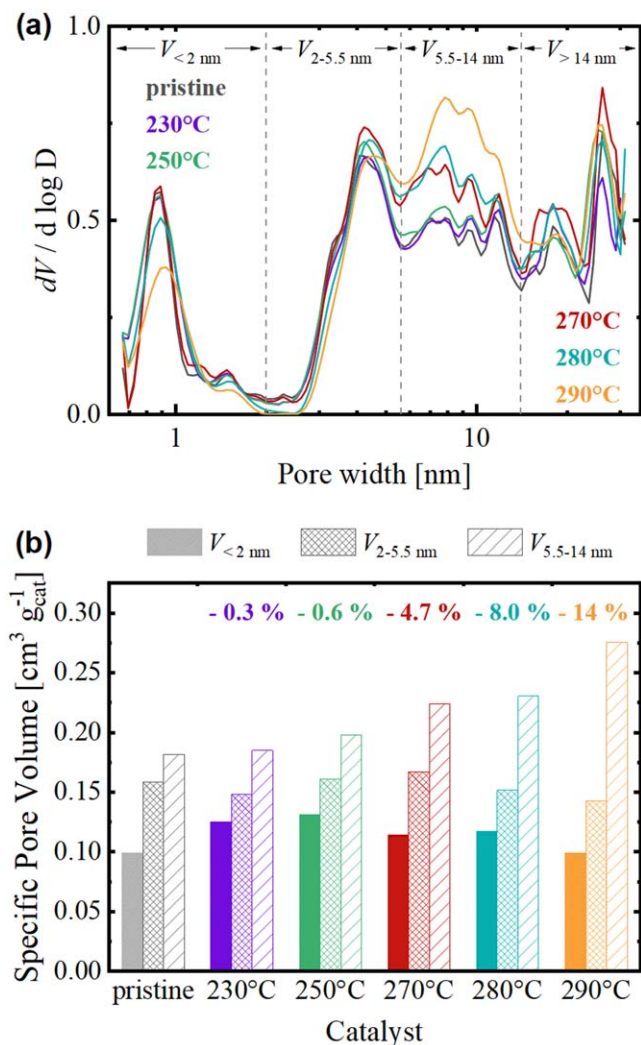 (a)
1.0
V<2 nm
V2-5.5 nm
V5.5-14 nm
V>14 nm
pristine
230°C
250°C
dV / d log D
0.5
270°C
280°C
290°C
0.0
1
10
Pore width [nm]
(b)
V<2 nm
V2-5.5 nm
V5.5-14 nm
0.30
- 0.3 %
- 0.6 %
- 4.7 %
- 8.0 %
- 14 %
0.25
0.20
0.15
0.10
0.05
0.00
Specific Pore Volume [cm³ g⁻¹cat]
pristine
230°C
250°C
270°C
280°C
290°C
Catalyst